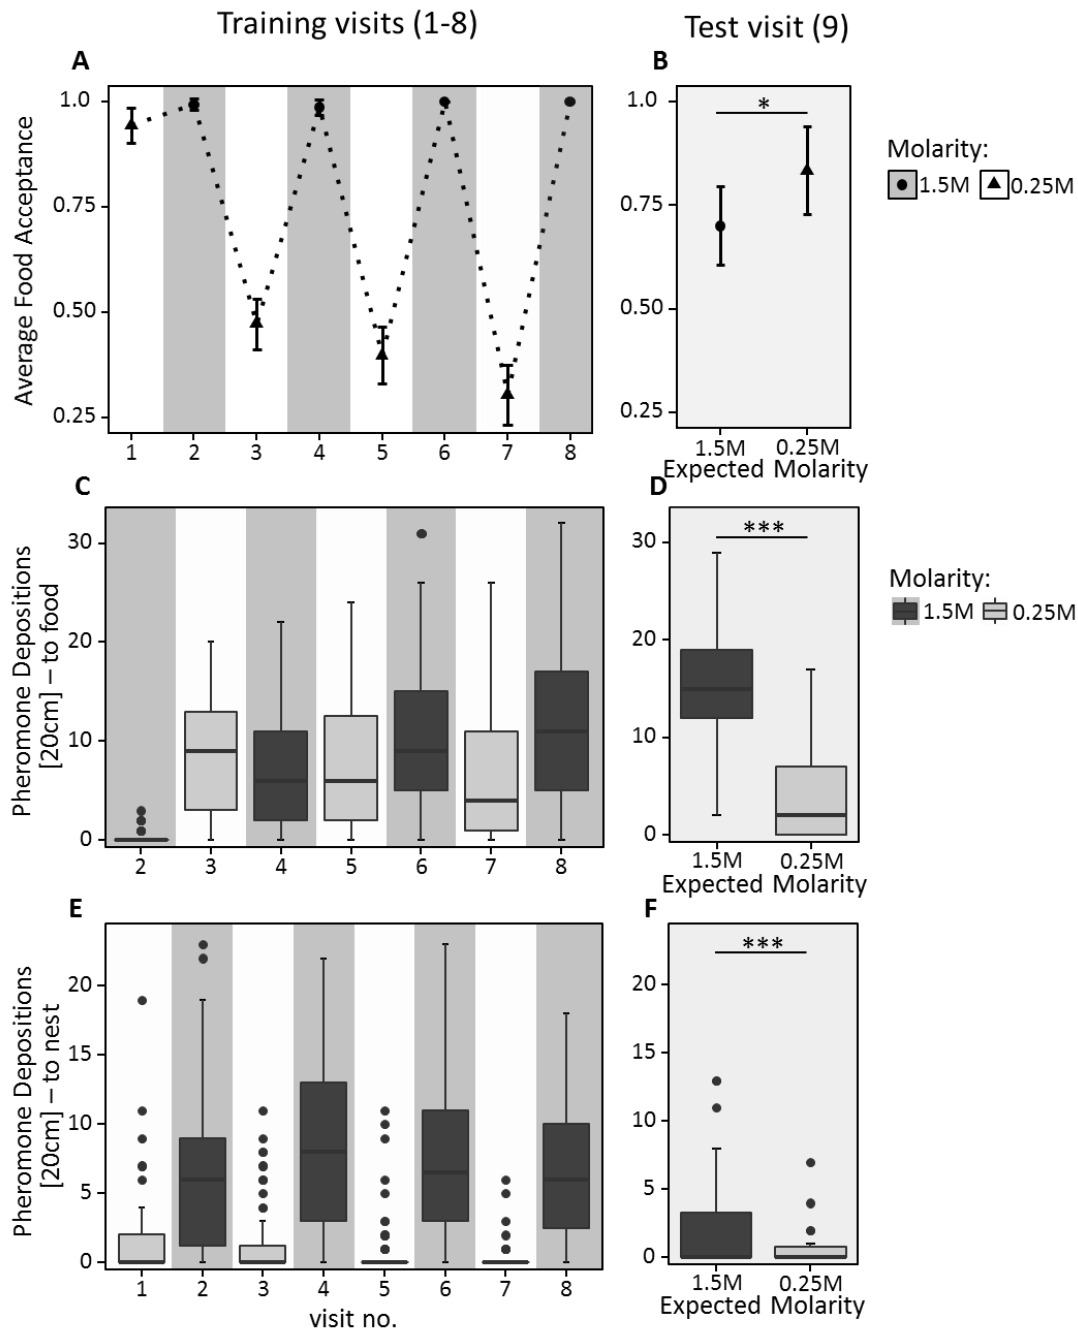 Training visits (1-8)
Test visit (9)
A
B
Average Food Acceptance
1.0
0.75
0.50
0.25
1 2 3 4 5 6 7 8
1.0
0.75
0.50
0.25
*
1.5M 0.25M
Expected Molarity
Molarity:
1.5M 0.25M
C
D
Pheromone Depositions
[20cm] – to food
30
20
10
0
2 3 4 5 6 7 8
30
20
10
0
***
1.5M 0.25M
Expected Molarity
Molarity:
1.5M 0.25M
E
F
Pheromone Depositions
[20cm] – to nest
20
15
10
5
0
1 2 3 4 5 6 7 8
visit no.
20
15
10
5
0
***
1.5M 0.25M
Expected Molarity